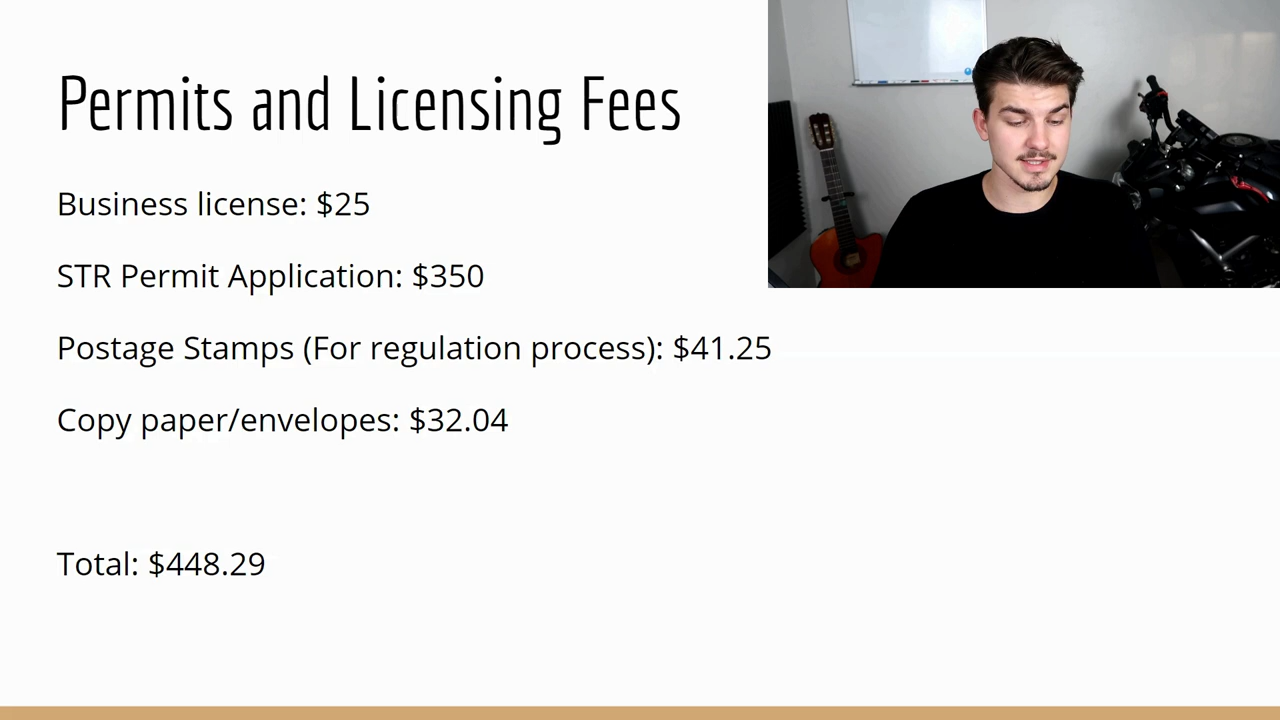 Permits and Licensing Fees
Business license: $25
STR Permit Application: $350
Postage Stamps (For regulation process): $41.25
Copy paper/envelopes: $32.04
Total: $448.29